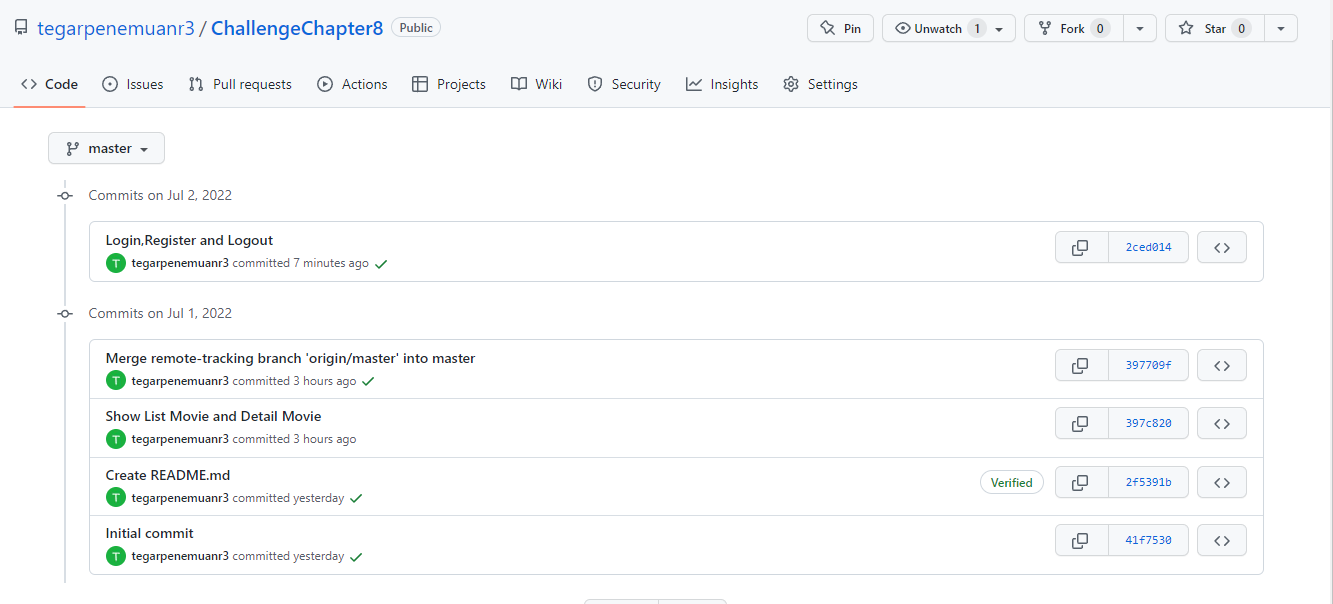 tegarpenemuanr3 / ChallengeChapter8 Public
Pin
Unwatch 1
Fork 0
Star 0
Code
Issues
Pull requests
Actions
Projects
Wiki
Security
Insights
Settings
master
Commits on Jul 2, 2022
Login,Register and Logout
2ced014
T tegarpenemuanr3 committed 7 minutes ago
Commits on Jul 1, 2022
Merge remote-tracking branch 'origin/master' into master
397709f
T tegarpenemuanr3 committed 3 hours ago
Show List Movie and Detail Movie
397c820
T tegarpenemuanr3 committed 3 hours ago
Create README.md
Verified
2f5391b
T tegarpenemuanr3 committed yesterday
Initial commit
41f7530
T tegarpenemuanr3 committed yesterday